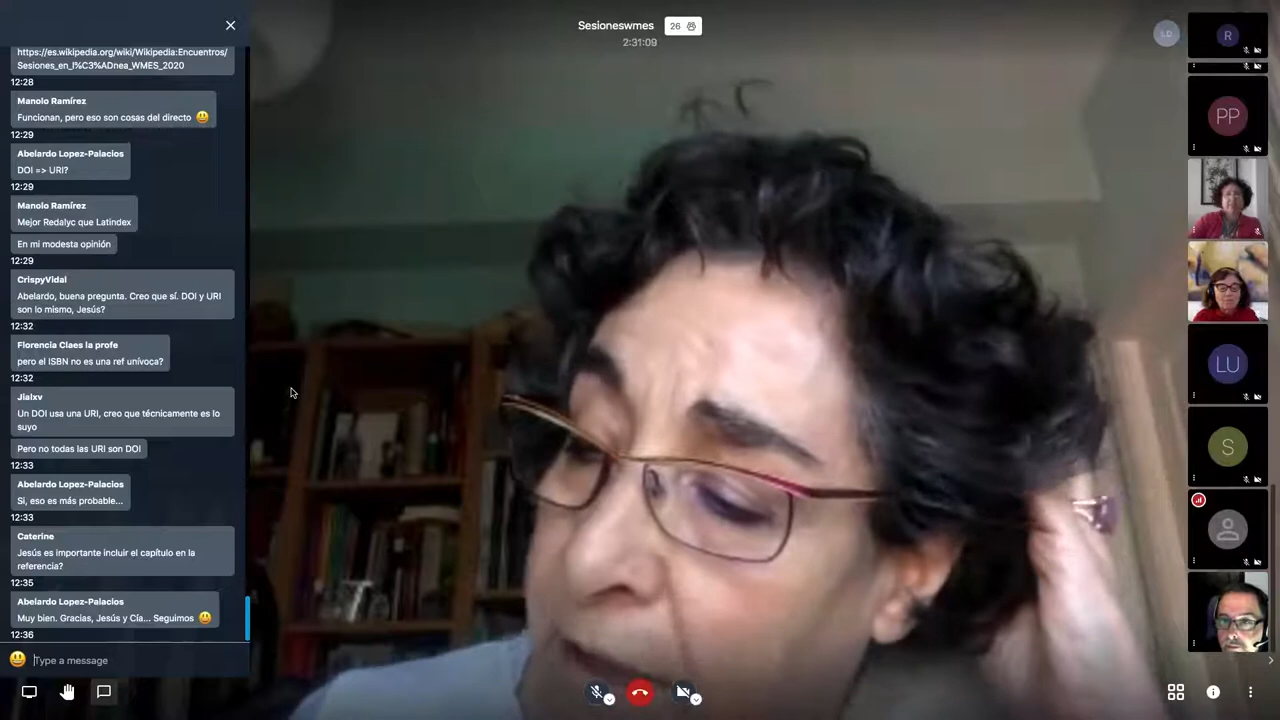 Sesioneswmes
26
2:31:09
LD
https://es.wikipedia.org/wiki/Wikipedia:Encuentros/
Sesiones_en_l%C3%ADnea_WMES_2020
12:28
Manolo Ramírez
Funcionan, pero eso son cosas del directo 😃
12:29
Abelardo Lopez-Palacios
DOI => URI?
12:29
Manolo Ramírez
Mejor Redalyc que Latindex
En mi modesta opinión
12:29
CrispyVidal
Abelardo, buena pregunta. Creo que sí. DOI y URI
son lo mismo, Jesús?
12:32
Florencia Claes la profe
pero el ISBN no es una ref unívoca?
12:32
Jialxv
Un DOI usa una URI, creo que técnicamente es lo
suyo
Pero no todas las URI son DOI
12:33
Abelardo Lopez-Palacios
Si, eso es más probable...
12:33
Caterine
Jesús es importante incluir el capítulo en la
referencia?
12:35
Abelardo Lopez-Palacios
Muy bien. Gracias, Jesús y Cía... Seguimos 😃
12:36
Type a message
R
PP
LU
S